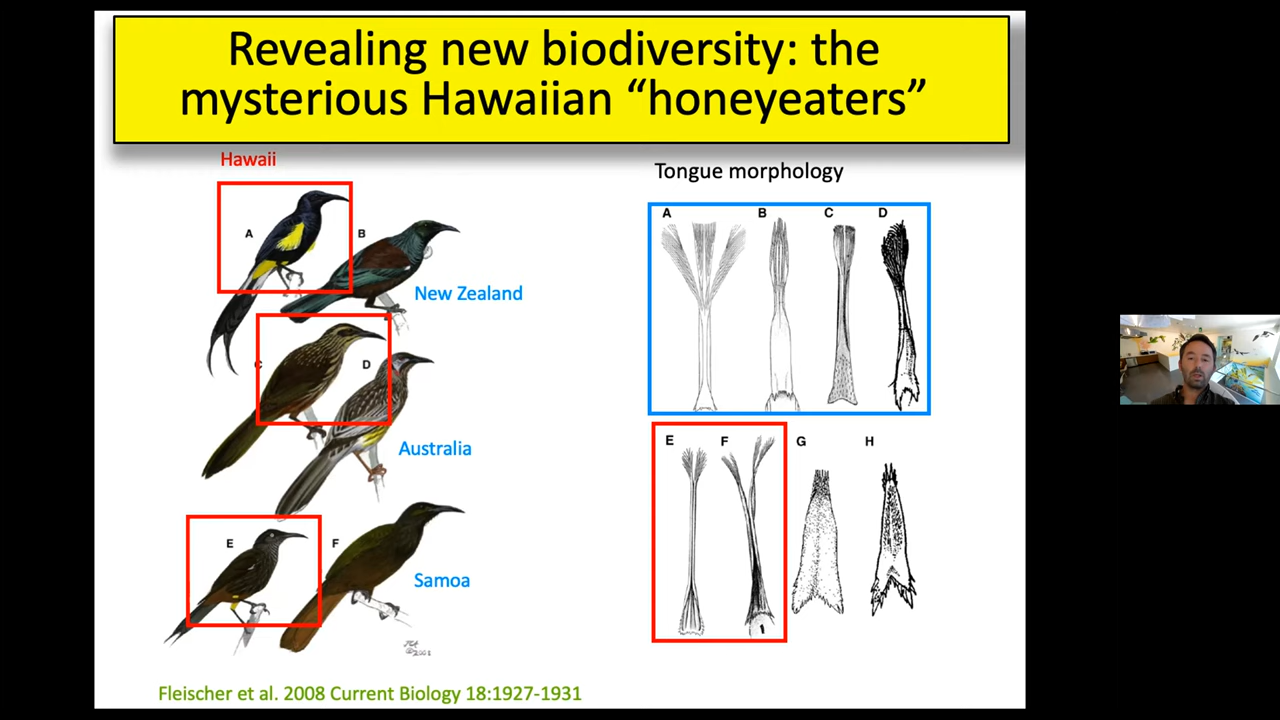 Revealing new biodiversity: the
mysterious Hawaiian “honeyeaters”
Hawaii
A
B
New Zealand
C
D
Australia
E
F
Samoa
Tongue morphology
A B C D
E F G H
Fleischer et al. 2008 Current Biology 18:1927-1931